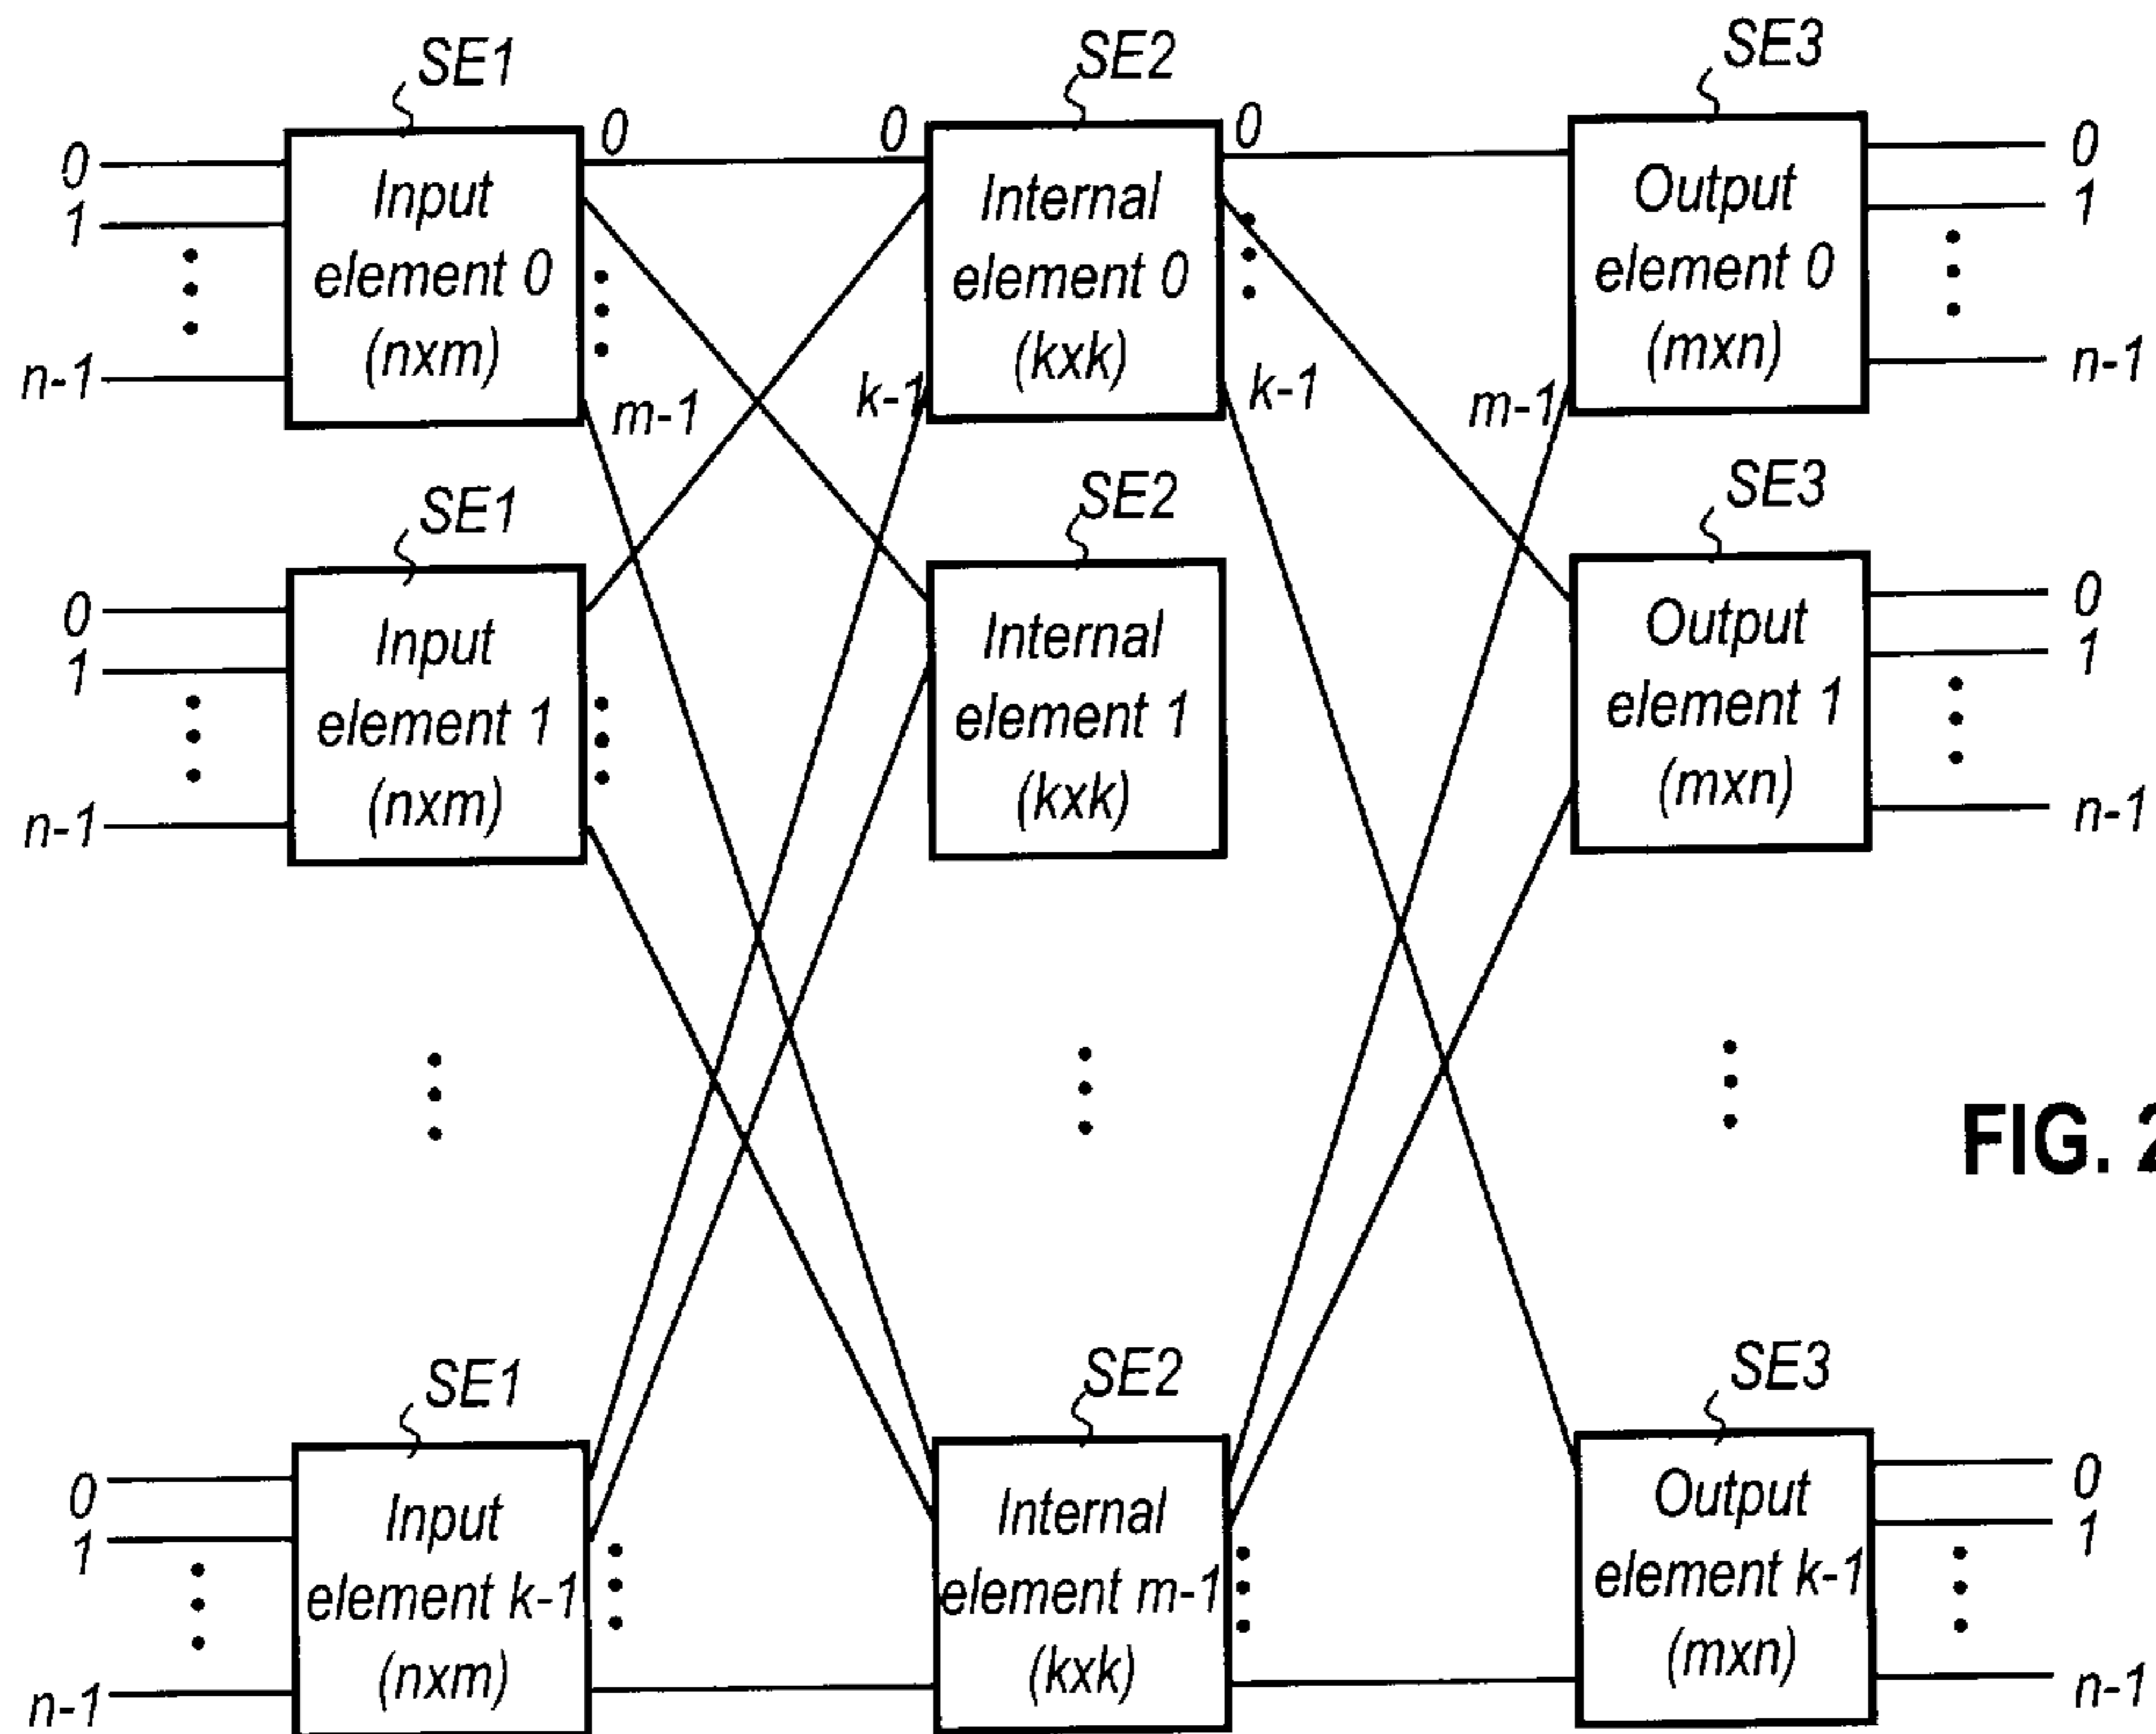 SE1
SE2
SE3
0
0
0
0
1
n-1
Input
element 0
(nxm)
m-1
k-1
Internal
element 0
(kxk)
k-1
m-1
Output
element 0
(mxn)
0
1
n-1
SE1
SE2
SE3
0
1
n-1
Input
element 1
(nxm)
Internal
element 1
(kxk)
Output
element 1
(mxn)
0
1
n-1
FIG. 2
SE1
SE2
SE3
0
1
n-1
Input
element k-1
(nxm)
Internal
element m-1
(kxk)
Output
element k-1
(mxn)
0
1
n-1